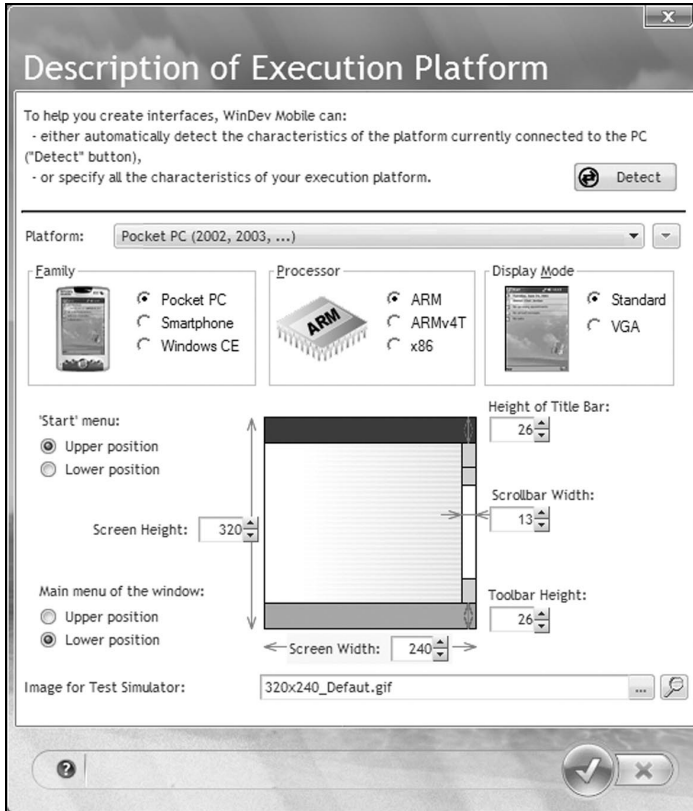 Description of Execution Platform
To help you create interfaces, WinDev Mobile can:
- either automatically detect the characteristics of the platform currently connected to the PC
("Detect" button),
- or specify all the characteristics of your execution platform.
Detect
Platform: Pocket PC (2002, 2003, ...)
Family
Pocket PC
Smartphone
Windows CE
Processor
ARM
ARM
ARMv4T
x86
Display Mode
Standard
VGA
'Start' menu:
Upper position
Lower position
Height of Title Bar:
26
Screen Height: 320
Scrollbar Width:
13
Main menu of the window:
Upper position
Lower position
Toolbar Height:
26
Screen Width: 240
Image for Test Simulator: 320x240_Defaut.gif ...